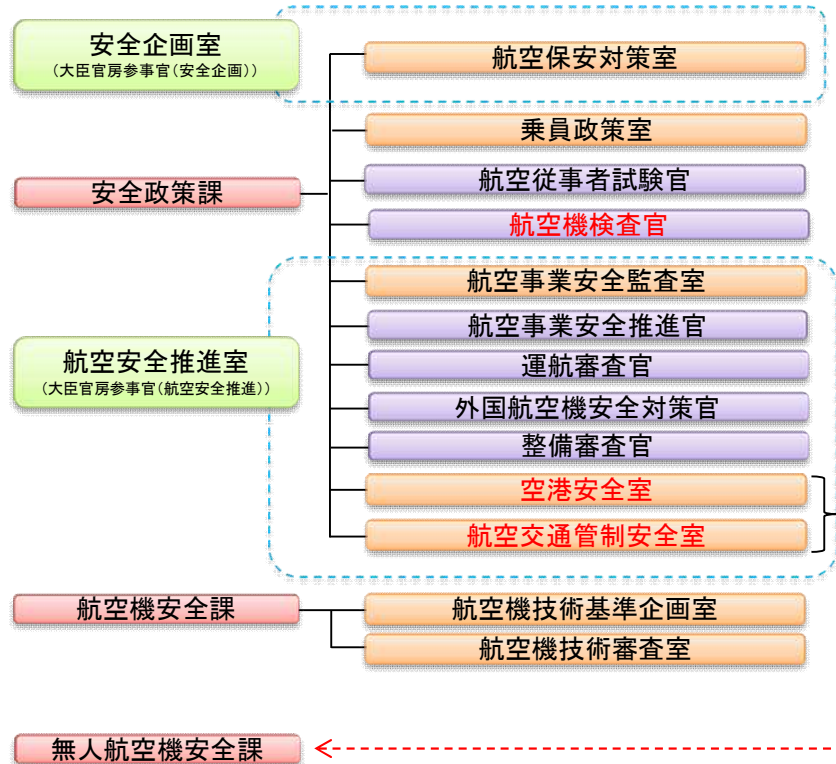 安全企画室
(大臣官房参事官(安全企画))
航空保安対策室
乗員政策室
安全政策課
航空従事者試験官
航空機検査官
航空事業安全監査室
航空事業安全推進官
航空安全推進室
(大臣官房参事官(航空安全推進))
運航審査官
外国航空機安全対策官
整備審査官
空港安全室
航空交通管制安全室
航空機安全課
航空機技術基準企画室
航空機技術審査室
無人航空機安全課